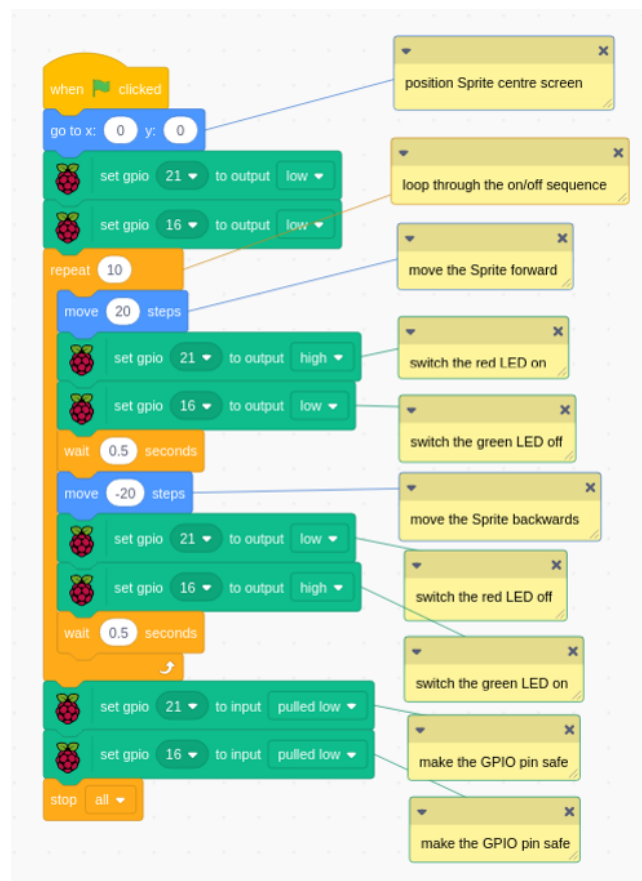 when clicked
go to x: 0 y: 0
set gpio 21 to output low
set gpio 16 to output low
repeat 10
move 20 steps
set gpio 21 to output high
set gpio 16 to output low
wait 0.5 seconds
move -20 steps
set gpio 21 to output low
set gpio 16 to output high
wait 0.5 seconds
set gpio 21 to input pulled low
set gpio 16 to input pulled low
stop all
position Sprite centre screen
loop through the on/off sequence
move the Sprite forward
switch the red LED on
switch the green LED off
move the Sprite backwards
switch the red LED off
switch the green LED on
make the GPIO pin safe
make the GPIO pin safe